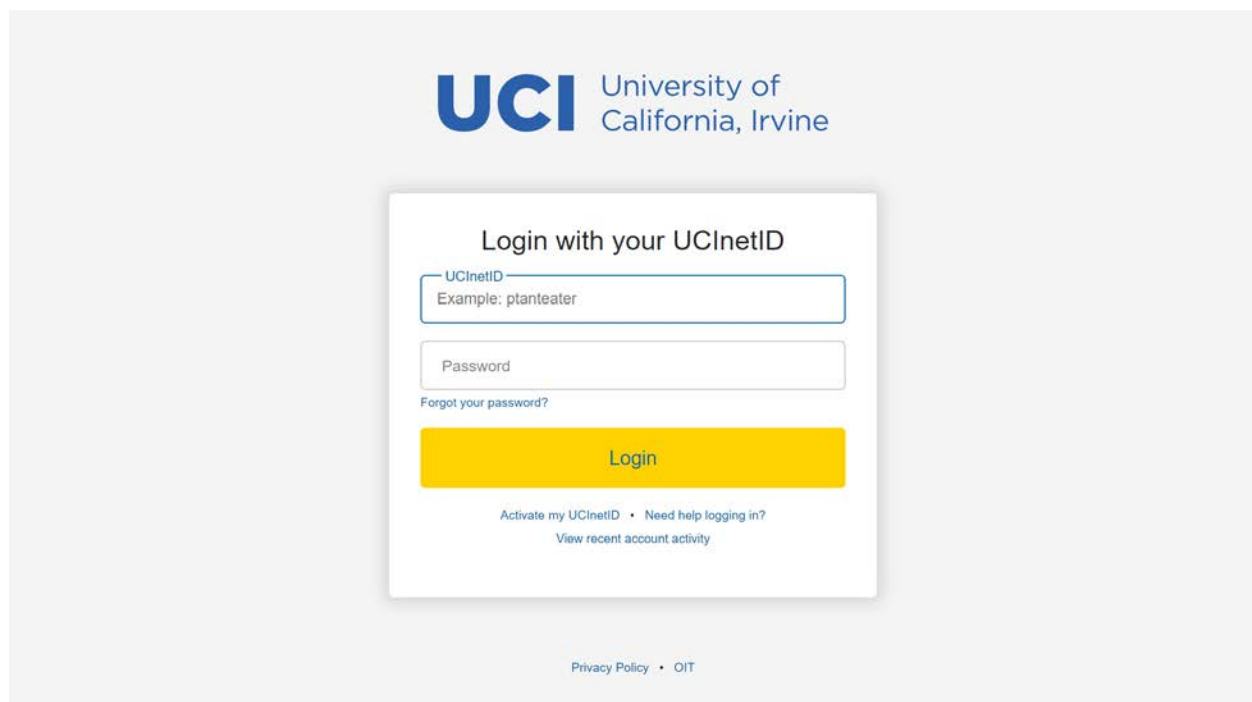 UCI University of
California, Irvine
Login with your UCInetID
UCInetID
Example: ptanteater
Password
Forgot your password?
Login
Activate my UCInetID • Need help logging in?
View recent account activity
Privacy Policy • OIT